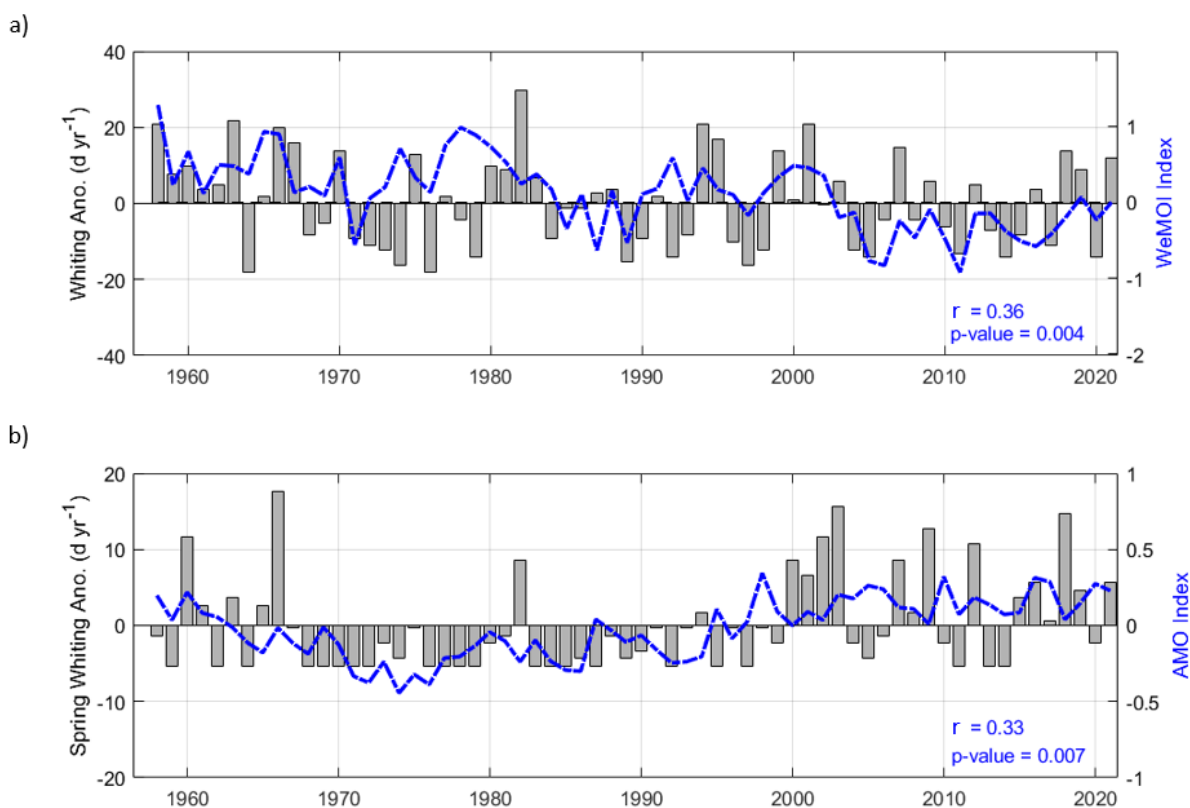 a)
Whiting Ano. (d yr⁻¹)
40
20
0
-20
-40
1
0
-1
-2
WeMOI Index
r = 0.36
p-value = 0.004
1960 1970 1980 1990 2000 2010 2020
b)
Spring Whiting Ano. (d yr⁻¹)
20
10
0
-10
-20
1
0.5
0
-0.5
-1
AMO Index
r = 0.33
p-value = 0.007
1960 1970 1980 1990 2000 2010 2020